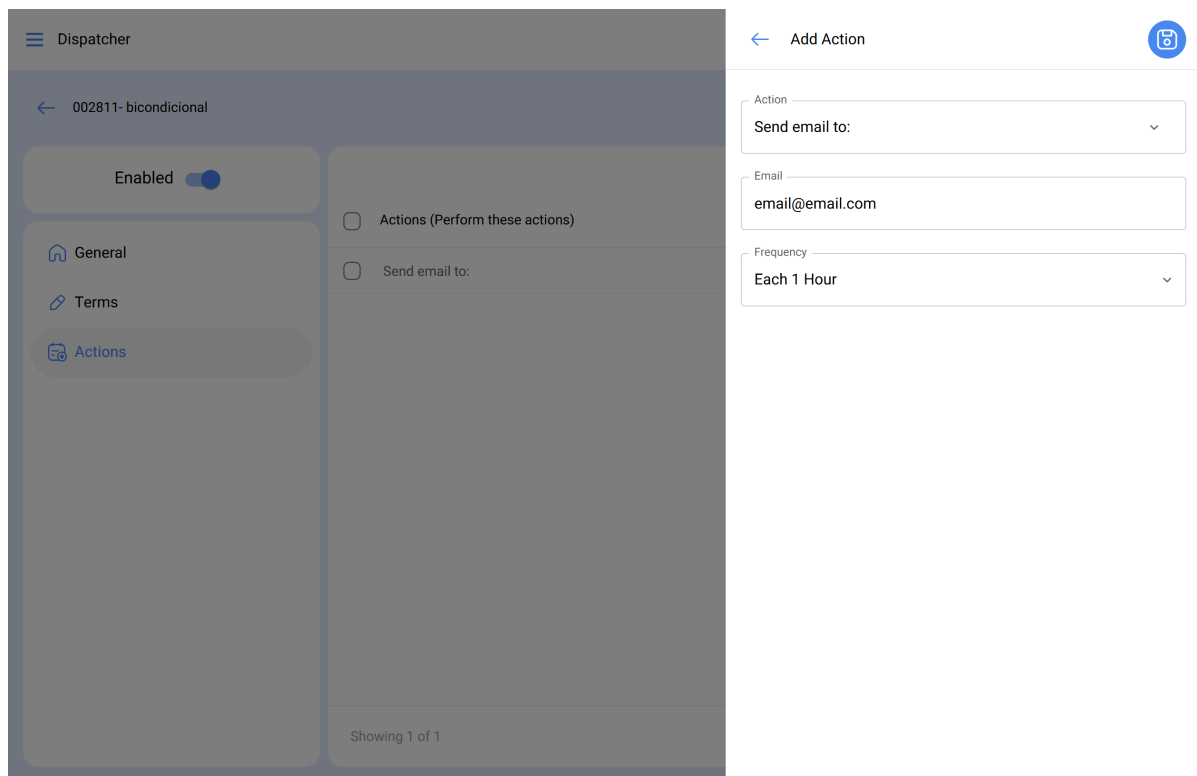 Dispatcher
002811- bicondicional
Enabled
General
Terms
Actions
Actions (Perform these actions)
Send email to:
Showing 1 of 1
Add Action
Action
Send email to:
Email
email@email.com
Frequency
Each 1 Hour